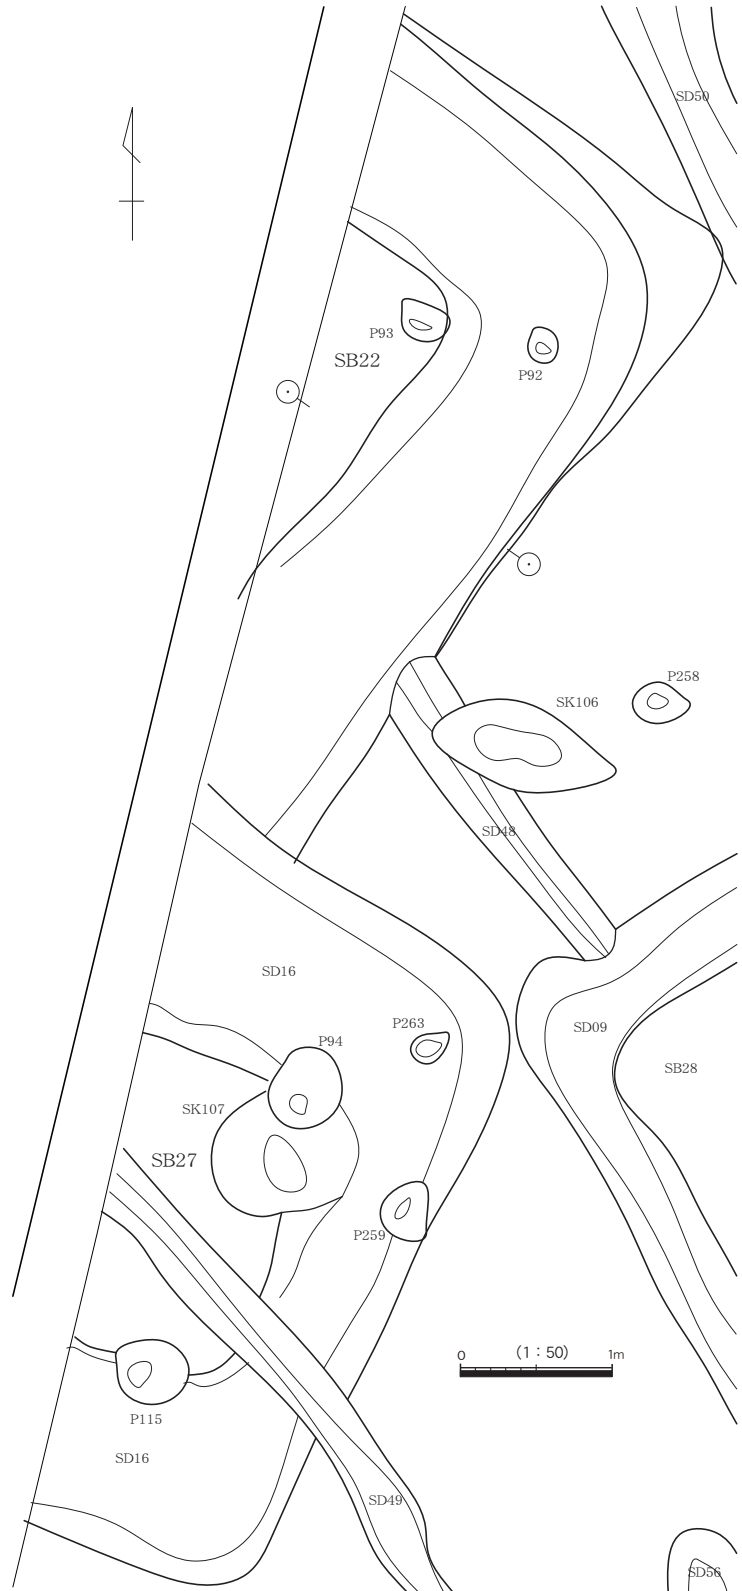 SD50
P93
SB22
P92
P258
SK106
SD48
SD16
P263
P94
SD09
SB28
SK107
SB27
P259
0 (1：50) 1m
P115
SD16
SD49
SD56